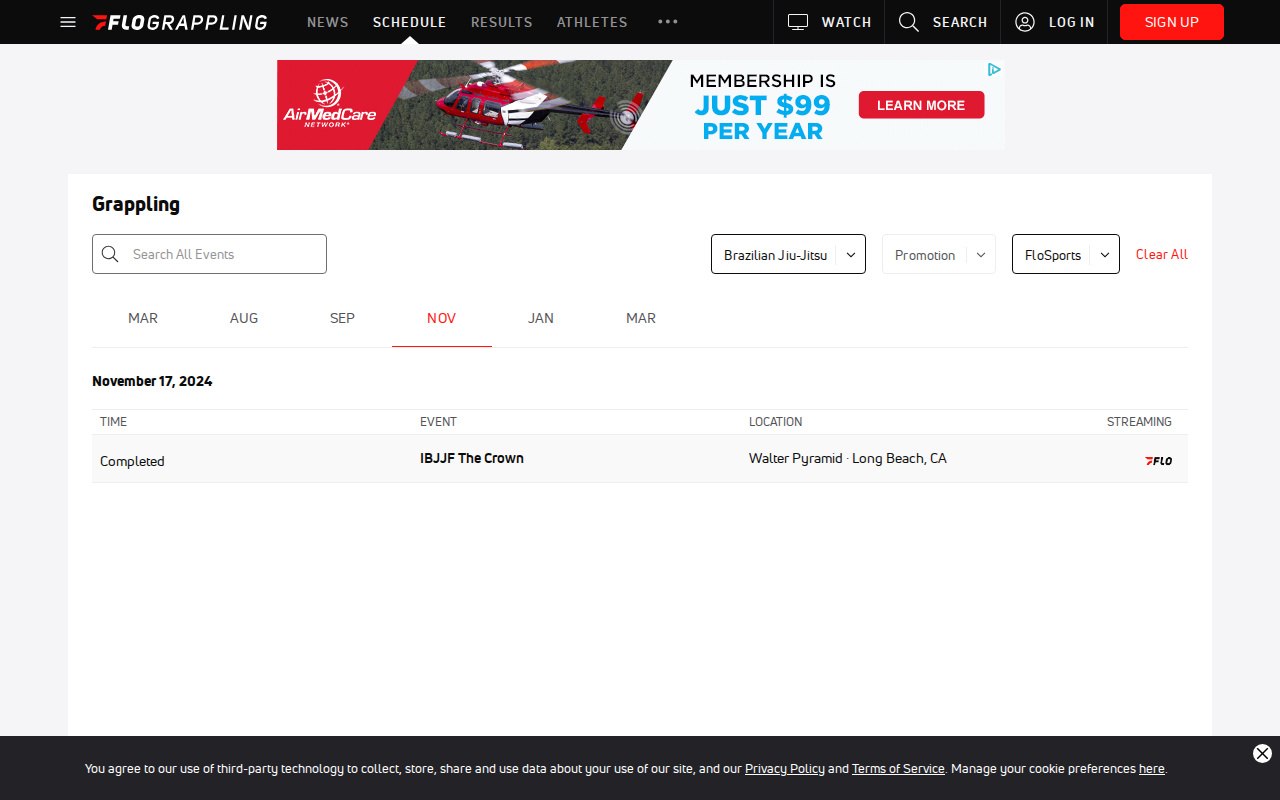 FLOGRAPPLING NEWS SCHEDULE RESULTS ATHLETES ••• WATCH SEARCH LOG IN SIGN UP
AirMedCare
NETWORK
MEMBERSHIP IS
JUST $99
PER YEAR
LEARN MORE
Grappling
Search All Events Brazilian Jiu-Jitsu Promotion FloSports Clear All
MAR AUG SEP NOV JAN MAR
November 17, 2024
TIME EVENT LOCATION STREAMING
Completed IBJJF The Crown Walter Pyramid · Long Beach, CA FLO
You agree to our use of third-party technology to collect, store, share and use data about your use of our site, and our Privacy Policy and Terms of Service. Manage your cookie preferences here.